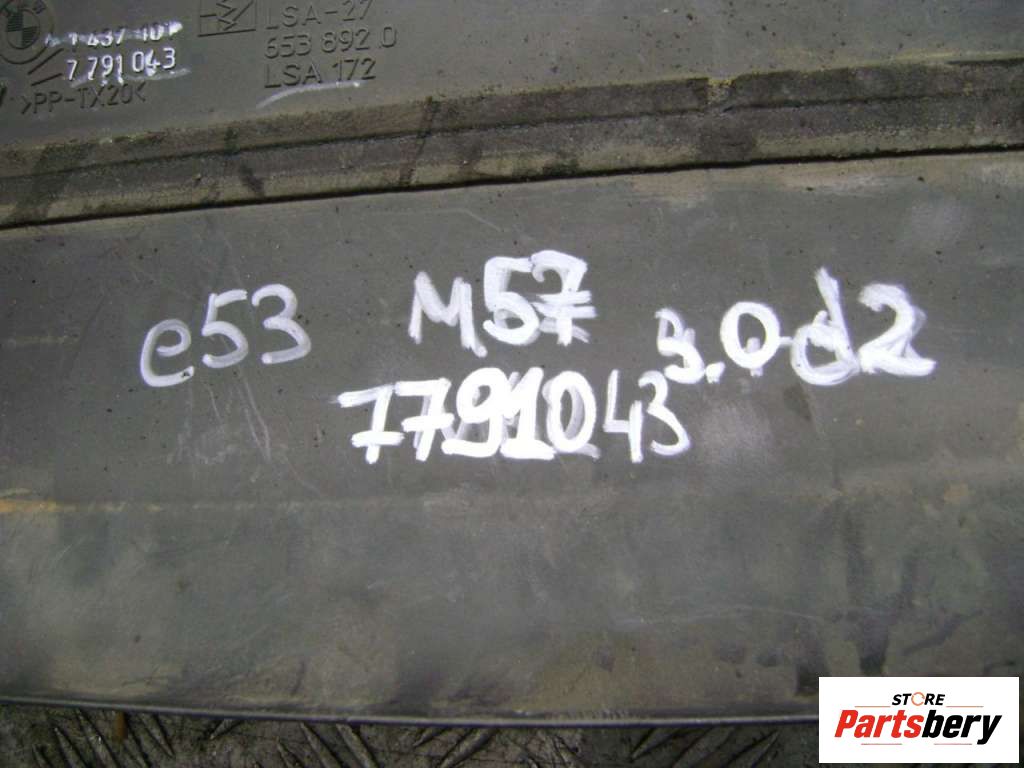 7 791 043
>PP-TX20<
LSA-27
653 892 0
LSA 172
e53 M57 3.0d2
7791043
STORE
Partsbery